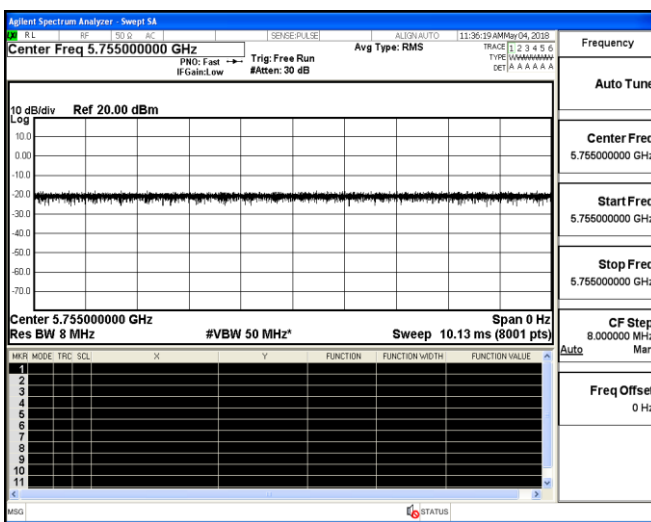 Agilent Spectrum Analyzer - Swept SA
RL RF 50 Ω AC SENSE:PULSE ALIGN AUTO 11:36:19 AM May 04, 2018
Center Freq 5.755000000 GHz
PNO: Fast
IFGain:Low
Trig: Free Run
#Atten: 30 dB
Avg Type: RMS
TRACE 1 2 3 4 5 6
TYPE
DET A A A A A A
10 dB/div Ref 20.00 dBm
Log
10.0
0.00
-10.0
-20.0
-30.0
-40.0
-50.0
-60.0
-70.0
Center 5.755000000 GHz Span 0 Hz
Res BW 8 MHz #VBW 50 MHz* Sweep 10.13 ms (8001 pts)
MKR MODE TRC SCL X Y FUNCTION FUNCTION WIDTH FUNCTION VALUE
1
2
3
4
5
6
7
8
9
10
11
MSG STATUS
Frequency
Auto Tune
Center Freq
5.755000000 GHz
Start Freq
5.755000000 GHz
Stop Freq
5.755000000 GHz
CF Step
8.000000 MHz
Auto Man
Freq Offset
0 Hz